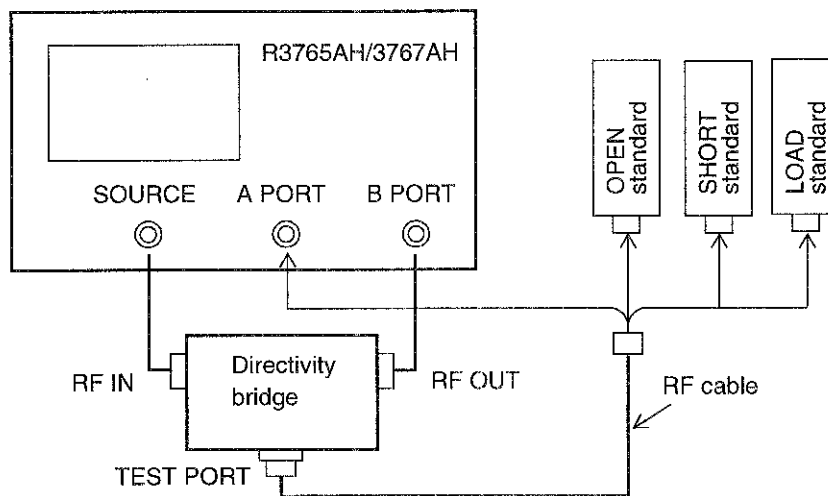 R3765AH/3767AH
SOURCE
A PORT
B PORT
OPEN
standard
SHORT
standard
LOAD
standard
RF IN
Directivity
bridge
RF OUT
RF cable
TEST PORT